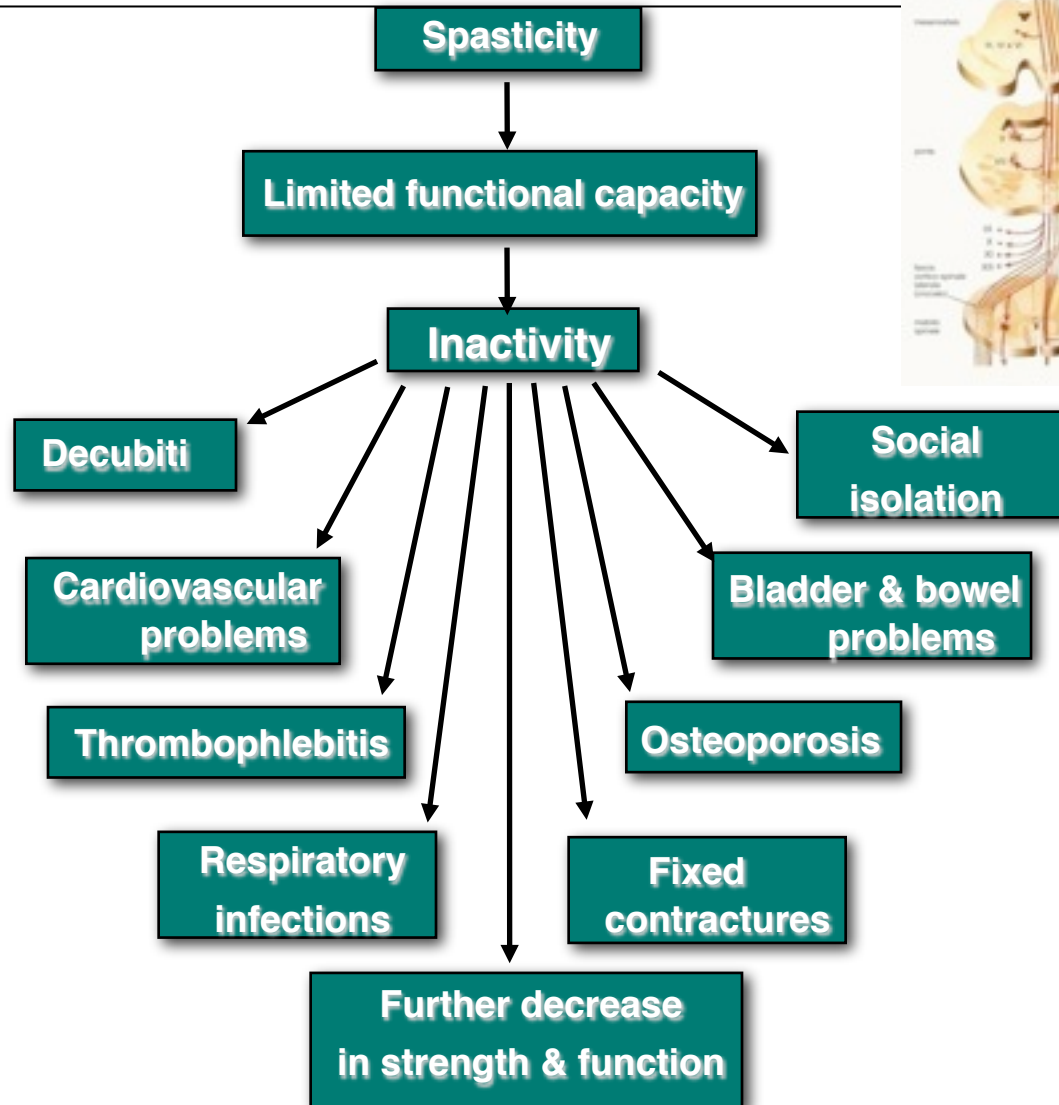 Spasticity
Limited functional capacity
Inactivity
Decubiti
Social
isolation
Cardiovascular
problems
Bladder & bowel
problems
Thrombophlebitis
Osteoporosis
Respiratory
infections
Fixed
contractures
Further decrease
in strength & function